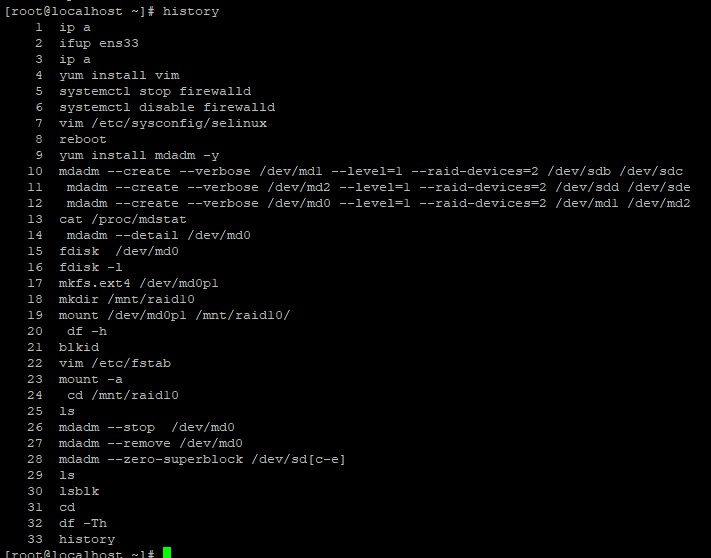 [root@localhost ~]# history
    1  ip a
    2  ifup ens33
    3  ip a
    4  yum install vim
    5  systemctl stop firewalld
    6  systemctl disable firewalld
    7  vim /etc/sysconfig/selinux
    8  reboot
    9  yum install mdadm -y
   10  mdadm --create --verbose /dev/md1 --level=1 --raid-devices=2 /dev/sdb /dev/sdc
   11   mdadm --create --verbose /dev/md2 --level=1 --raid-devices=2 /dev/sdd /dev/sde
   12   mdadm --create --verbose /dev/md0 --level=1 --raid-devices=2 /dev/md1 /dev/md2
   13  cat /proc/mdstat
   14   mdadm --detail /dev/md0
   15  fdisk  /dev/md0
   16  fdisk -l
   17  mkfs.ext4 /dev/md0p1
   18  mkdir /mnt/raid10
   19  mount /dev/md0p1 /mnt/raid10/
   20   df -h
   21  blkid
   22  vim /etc/fstab
   23  mount -a
   24   cd /mnt/raid10
   25  ls
   26  mdadm --stop  /dev/md0
   27  mdadm --remove /dev/md0
   28  mdadm --zero-superblock /dev/sd[c-e]
   29  ls
   30  lsblk
   31  cd
   32  df -Th
   33  history
[root@localhost ~]#